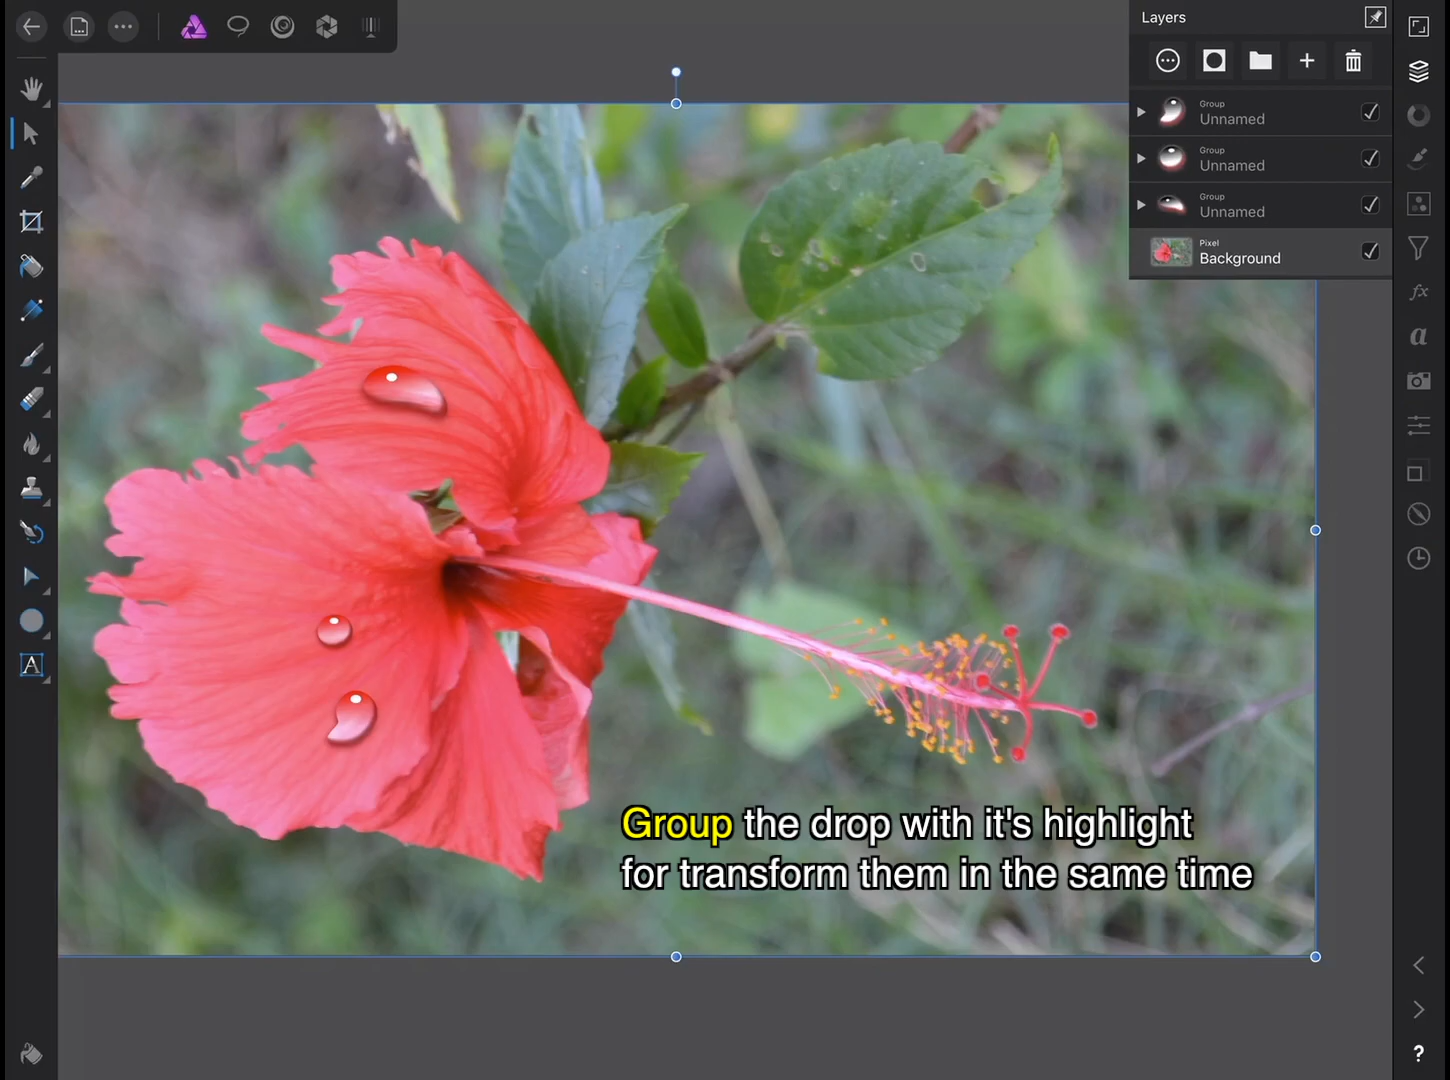 Layers
Group
Unnamed
Group
Unnamed
Group
Unnamed
Pixel
Background
fx
a
A
Group the drop with it's highlight
for transform them in the same time
?